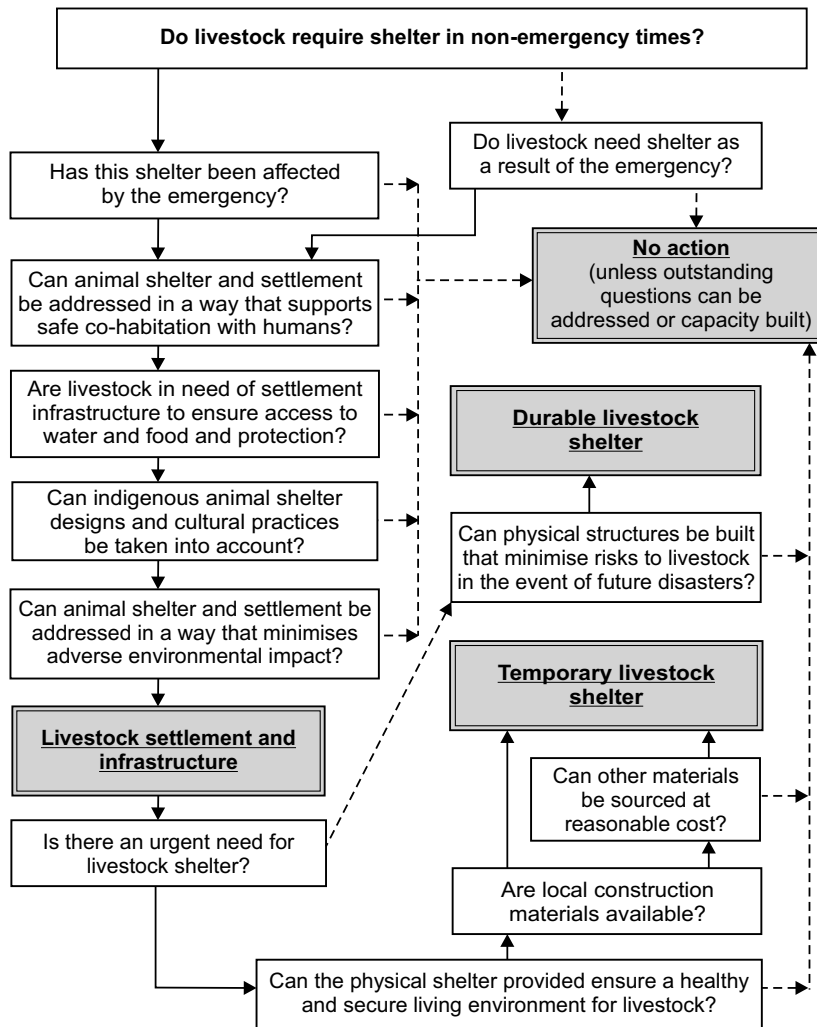 Do livestock require shelter in non-emergency times?
Do livestock need shelter as
a result of the emergency?
Has this shelter been affected
by the emergency?
No action
(unless outstanding
questions can be
addressed or capacity built)
Can animal shelter and settlement
be addressed in a way that supports
safe co-habitation with humans?
Are livestock in need of settlement
infrastructure to ensure access to
water and food and protection?
Durable livestock
shelter
Can indigenous animal shelter
designs and cultural practices
be taken into account?
Can physical structures be built
that minimise risks to livestock
in the event of future disasters?
Can animal shelter and settlement be
addressed in a way that minimises
adverse environmental impact?
Temporary livestock
shelter
Livestock settlement and
infrastructure
Can other materials
be sourced at
reasonable cost?
Is there an urgent need for
livestock shelter?
Are local construction
materials available?
Can the physical shelter provided ensure a healthy
and secure living environment for livestock?